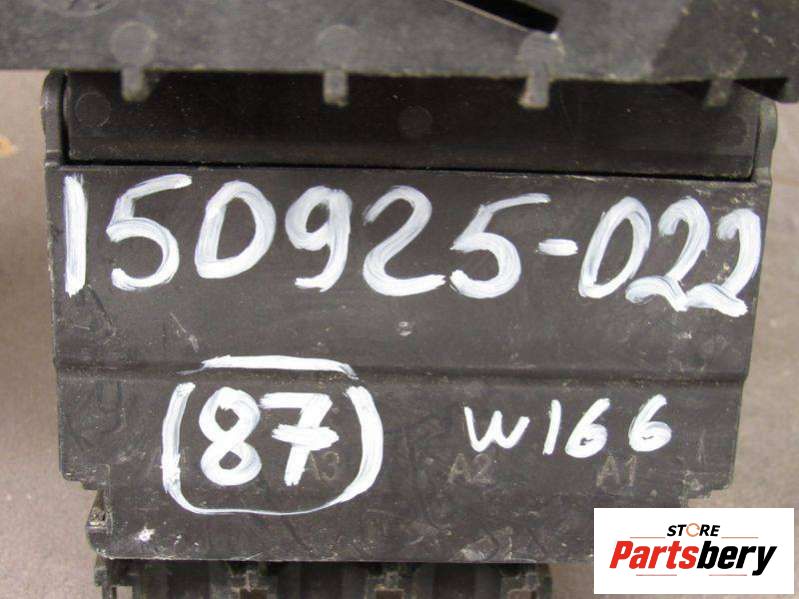 150925-022
(87) W166
A3 A2 A1
STORE
Partsbery